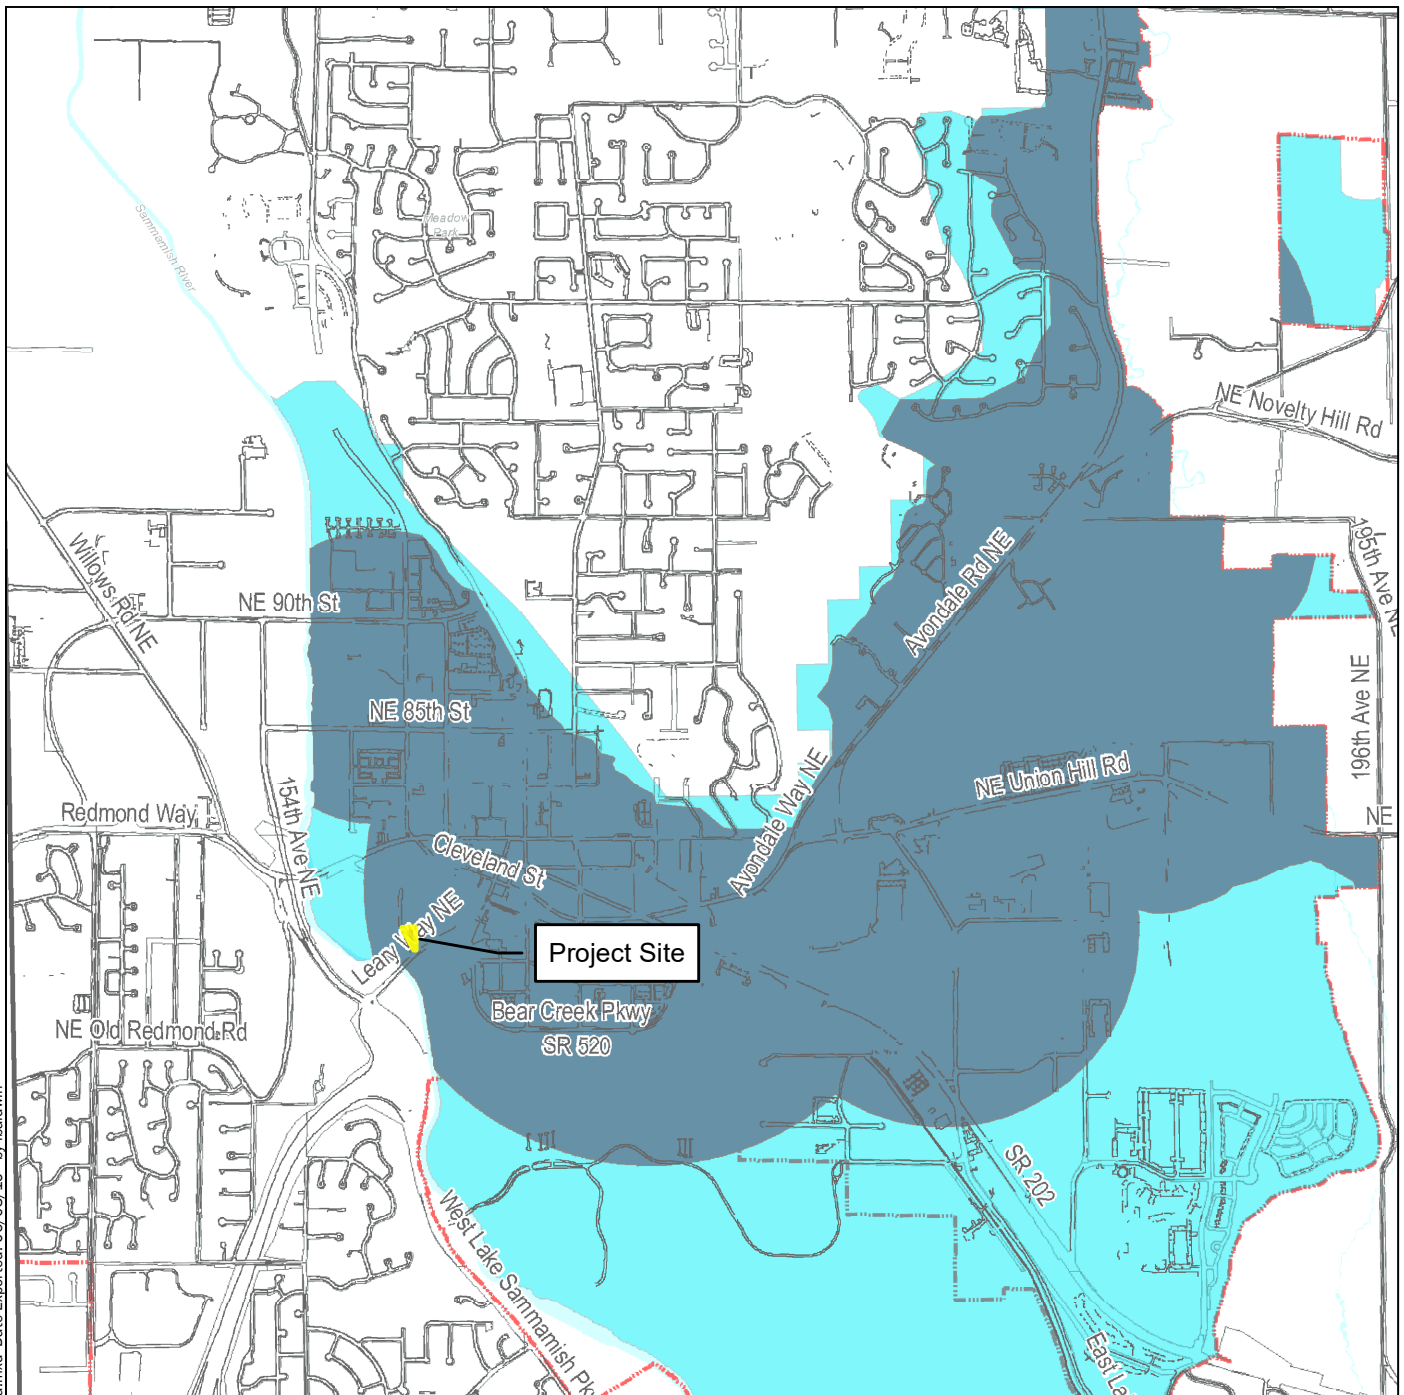 Sammamish River
Meadow
Park
NE Novelty Hill Rd
195th Ave NE
Willows Rd NE
NE 90th St
Avondale Rd NE
NE 85th St
196th Ave NE
NE Union Hill Rd
Avondale Way NE
154th Ave NE
Redmond Way
NE
Cleveland St
Leary Way NE
Project Site
Bear Creek Pkwy
SR 520
NE Old Redmond Rd
SR 202
West Lake Sammamish Pk
East La